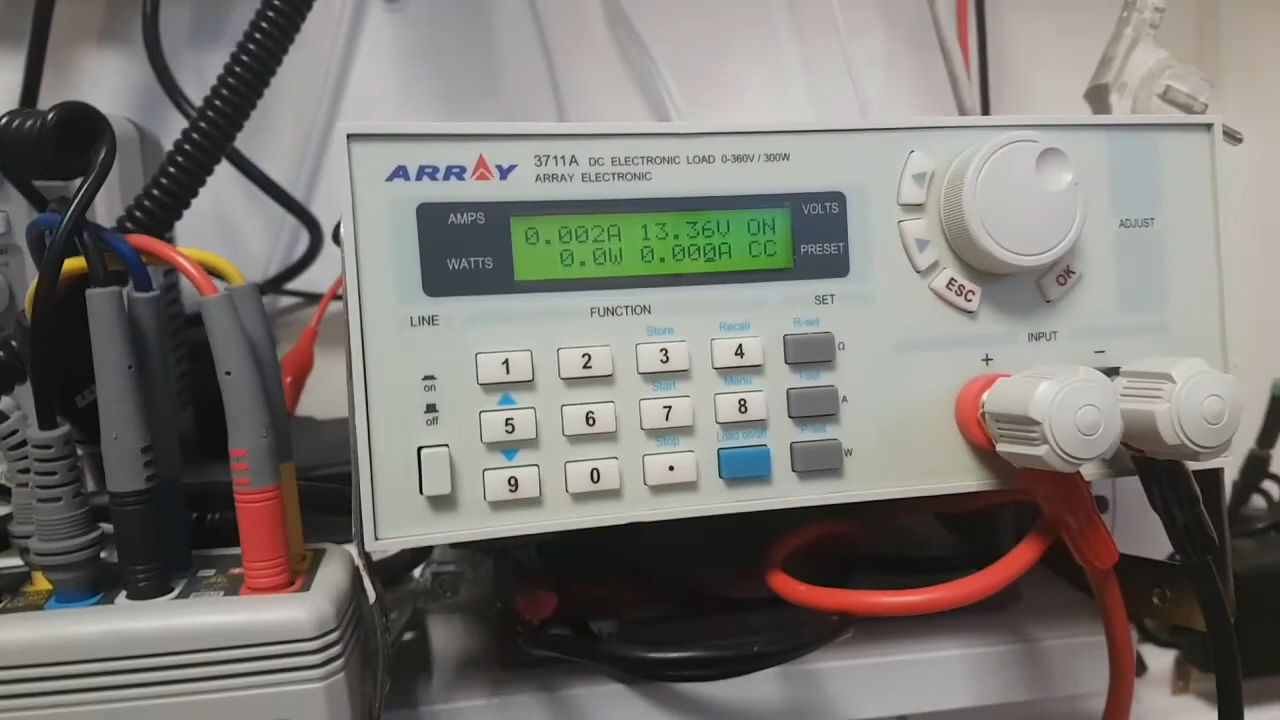 ARRAY 3711A DC ELECTRONIC LOAD 0-360V / 300W
ARRAY ELECTRONIC
AMPS
VOLTS
0.002A 13.36V ON
WATTS
0.0W 0.000A CC
PRESET
ADJUST
ESC
OK
LINE
FUNCTION
SET
INPUT
+ −
Store
Recall
R-set
1 2 3 4
Ω
on
Start
Menu
5 6 7 8
A
off
Stop
Load on/off
P-set
9 0 •
W